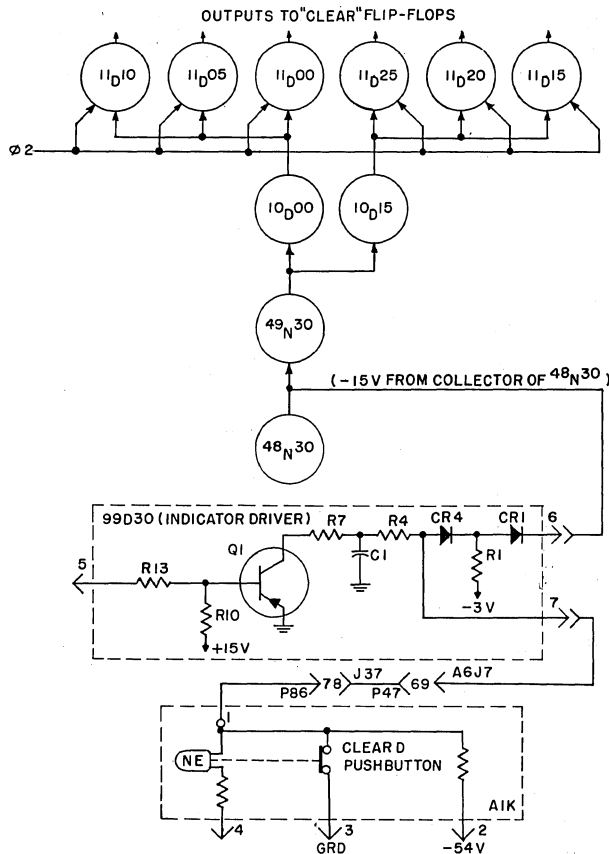 OUTPUTS TO "CLEAR" FLIP-FLOPS
11D10 11D05 11D00 11D25 11D20 11D15
Ø2
10D00 10D15
49N30
(-15V FROM COLLECTOR OF 48N30)
48N30
99D30 (INDICATOR DRIVER)
R7 R4 CR4 CR1 6
Q1
5 R13 C1 R1
R10 -3V 7
+15V
P86 78 J37 P47 69 A6J7
1
NE CLEAR D
PUSHBUTTON
A1K
4 3 2
GRD -54V